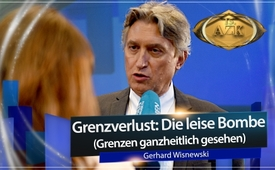 AZK
Grenzverlust: Die leise Bombe
(Grenzen ganzheitlich gesehen)
Gerhard Wisnewski